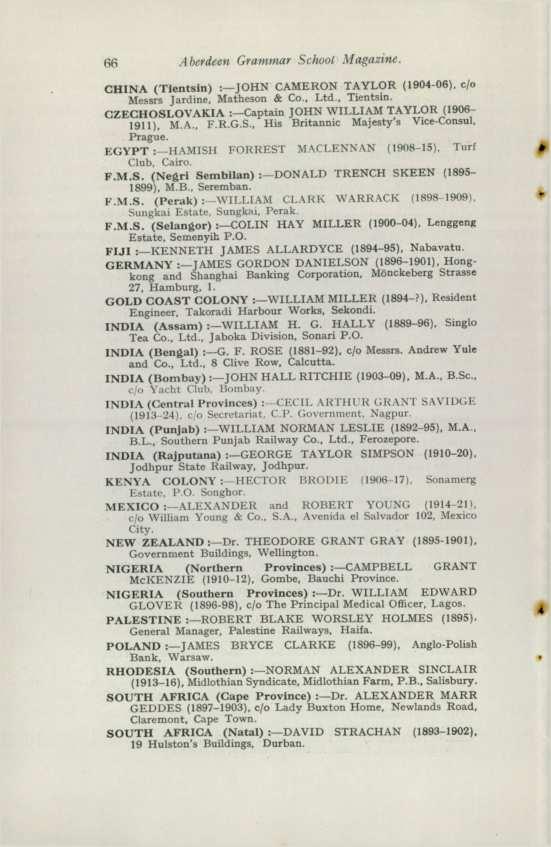 66 Aberdeen Grammar School Magazine.
CHINA (Tientsin) :—JOHN CAMERON TAYLOR (1904-06), c/o
Messrs Jardine, Matheson & Co., Ltd., Tientsin.
CZECHOSLOVAKIA :—Captain JOHN WILLIAM TAYLOR (1906–
1911), M.A., F.R.G.S., His Britannic Majesty's Vice-Consul,
Prague.
EGYPT :—HAMISH FORREST MACLENNAN (1908–15), Turf
Club, Cairo.
F.M.S. (Negri Sembilan) :—DONALD TRENCH SKEEN (1895–
1899), M.B., Seremban.
F.M.S. (Perak) :—WILLIAM CLARK WARRACK (1898–1909),
Sungkai Estate, Sungkai, Perak.
F.M.S. (Selangor) :—COLIN HAY MILLER (1900–04), Lenggeng
Estate, Semenyih P.O.
FIJI :—KENNETH JAMES ALLARDYCE (1894–95), Nabavatu.
GERMANY :—JAMES GORDON DANIELSON (1896–1901), Hong-
kong and Shanghai Banking Corporation, Mönckeberg Strasse
27, Hamburg, 1.
GOLD COAST COLONY :—WILLIAM MILLER (1894–?), Resident
Engineer, Takoradi Harbour Works, Sekondi.
INDIA (Assam) :—WILLIAM H. G. HALLY (1889–96), Singlo
Tea Co., Ltd., Jaboka Division, Sonari P.O.
INDIA (Bengal) :—G. F. ROSE (1881–92), c/o Messrs. Andrew Yule
and Co., Ltd., 8 Clive Row, Calcutta.
INDIA (Bombay) :—JOHN HALL RITCHIE (1903–09), M.A., B.Sc.,
c/o Yacht Club, Bombay.
INDIA (Central Provinces) :—CECIL ARTHUR GRANT SAVIDGE
(1913–24), c/o Secretariat, C.P. Government, Nagpur.
INDIA (Punjab) :—WILLIAM NORMAN LESLIE (1892–95), M.A.,
B.L., Southern Punjab Railway Co., Ltd., Ferozepore.
INDIA (Rajputana) :—GEORGE TAYLOR SIMPSON (1910–20),
Jodhpur State Railway, Jodhpur.
KENYA COLONY :—HECTOR BRODIE (1906–17), Sonamerg
Estate, P.O. Songhor.
MEXICO :—ALEXANDER and ROBERT YOUNG (1914–21),
c/o William Young & Co., S.A., Avenida el Salvador 102, Mexico
City.
NEW ZEALAND :—Dr. THEODORE GRANT GRAY (1895-1901),
Government Buildings, Wellington.
NIGERIA (Northern Provinces) :—CAMPBELL GRANT
McKENZIE (1910–12), Gombe, Bauchi Province.
NIGERIA (Southern Provinces) :—Dr. WILLIAM EDWARD
GLOVER (1896-98), c/o The Principal Medical Officer, Lagos.
PALESTINE :—ROBERT BLAKE WORSLEY HOLMES (1895),
General Manager, Palestine Railways, Haifa.
POLAND :—JAMES BRYCE CLARKE (1896–99), Anglo-Polish
Bank, Warsaw.
RHODESIA (Southern) :—NORMAN ALEXANDER SINCLAIR
(1913–16), Midlothian Syndicate, Midlothian Farm, P.B., Salisbury.
SOUTH AFRICA (Cape Province) :—Dr. ALEXANDER MARR
GEDDES (1897–1903), c/o Lady Buxton Home, Newlands Road,
Claremont, Cape Town.
SOUTH AFRICA (Natal) :—DAVID STRACHAN (1893–1902),
19 Hulston's Buildings, Durban.